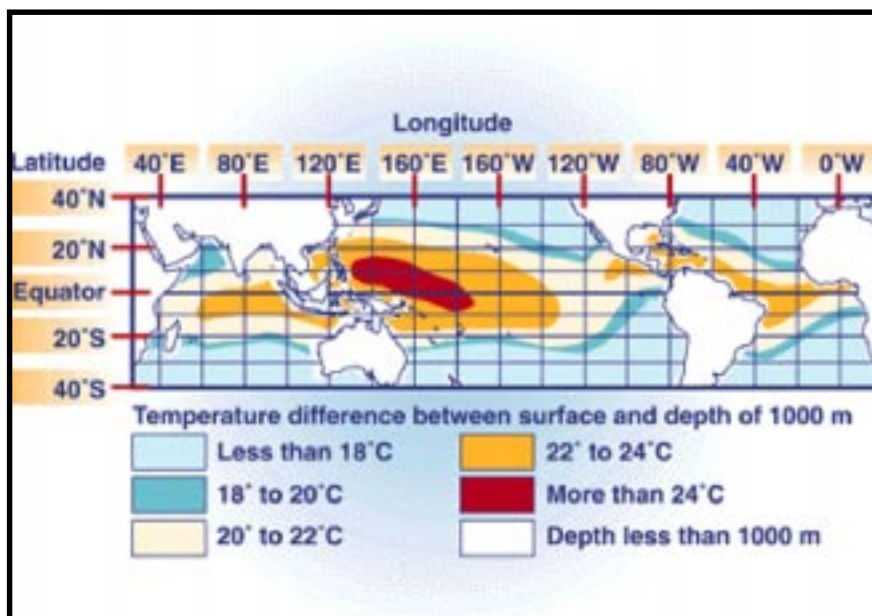 Longitude
Latitude 40°E 80°E 120°E 160°E 160°W 120°W 80°W 40°W 0°W
40°N
20°N
Equator
20°S
40°S
Temperature difference between surface and depth of 1000 m
Less than 18°C 22° to 24°C
18° to 20°C More than 24°C
20° to 22°C Depth less than 1000 m